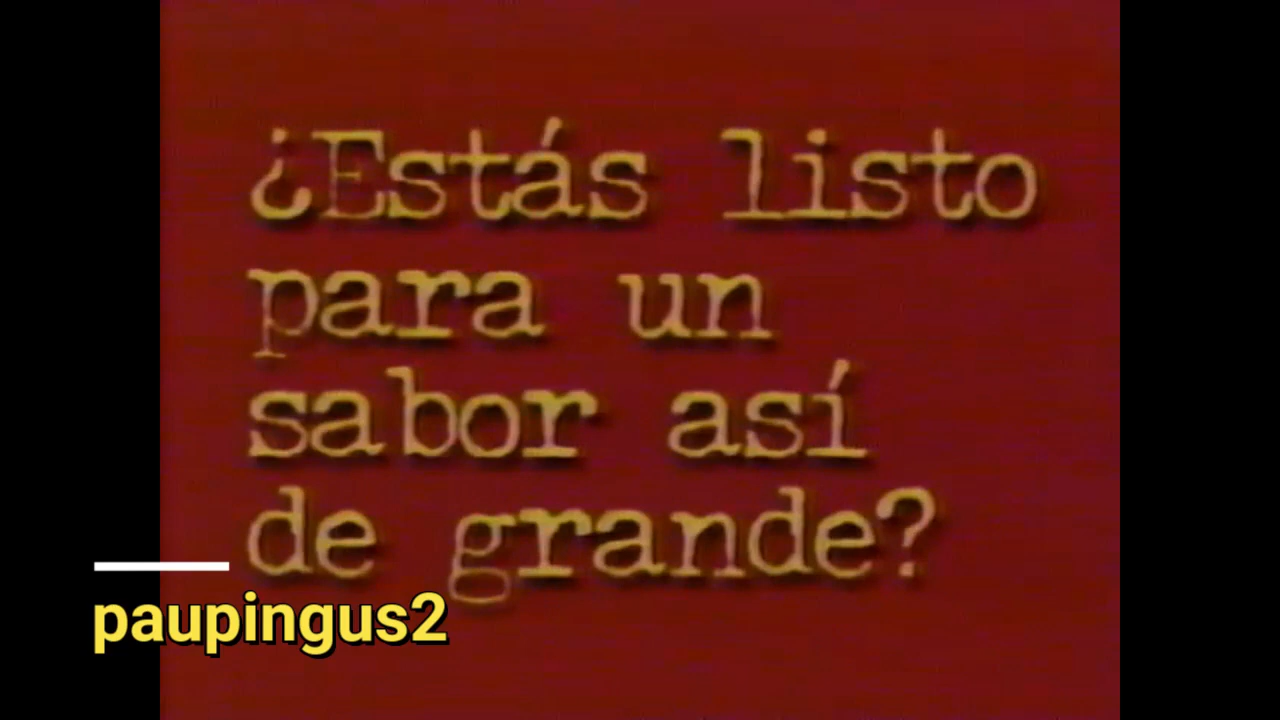 ¿Estás listo
para un
sabor así
de grande?
paupingus2